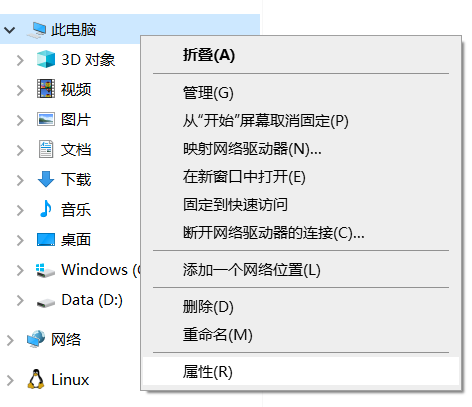 此电脑
3D 对象
视频
图片
文档
下载
音乐
桌面
Windows (C
Data (D:)
网络
Linux
折叠(A)
管理(G)
从“开始”屏幕取消固定(P)
映射网络驱动器(N)...
在新窗口中打开(E)
固定到快速访问
断开网络驱动器的连接(C)...
添加一个网络位置(L)
删除(D)
重命名(M)
属性(R)